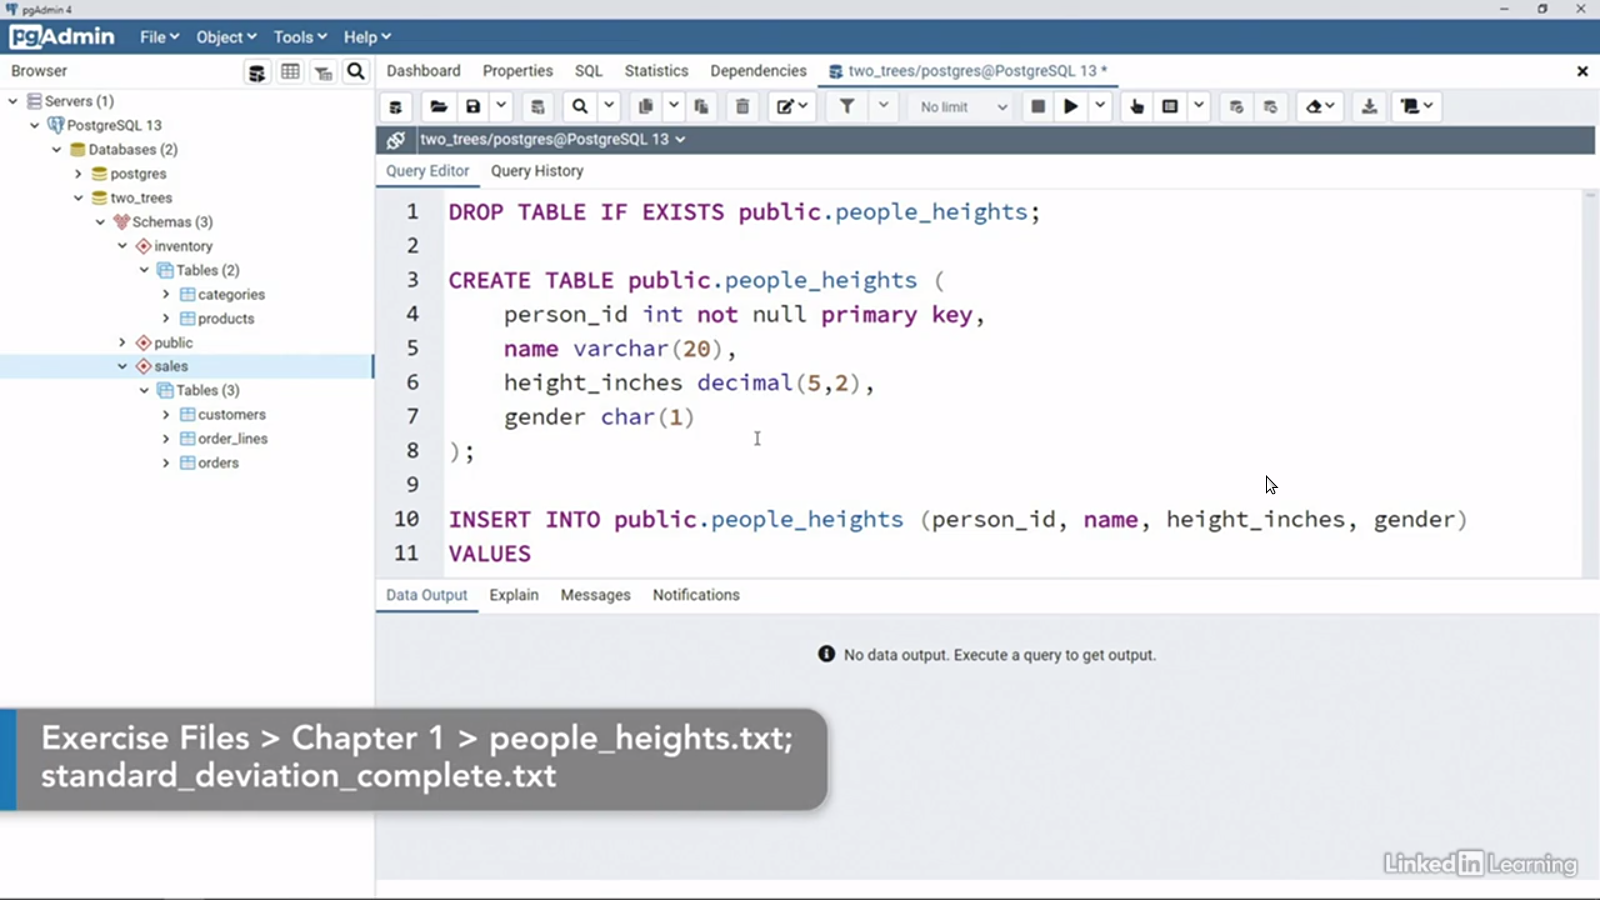 pgAdmin 4
pgAdmin File Object Tools Help
Browser
Dashboard Properties SQL Statistics Dependencies two_trees/postgres@PostgreSQL 13 *
Servers (1)
PostgreSQL 13
Databases (2)
postgres
two_trees
Schemas (3)
inventory
Tables (2)
categories
products
public
sales
Tables (3)
customers
order_lines
orders
No limit
two_trees/postgres@PostgreSQL 13
Query Editor Query History
1 DROP TABLE IF EXISTS public.people_heights;
2
3 CREATE TABLE public.people_heights (
4 person_id int not null primary key,
5 name varchar(20),
6 height_inches decimal(5,2),
7 gender char(1)
8 );
9
10 INSERT INTO public.people_heights (person_id, name, height_inches, gender)
11 VALUES
Data Output Explain Messages Notifications
No data output. Execute a query to get output.
Exercise Files > Chapter 1 > people_heights.txt;
standard_deviation_complete.txt
Linked in Learning